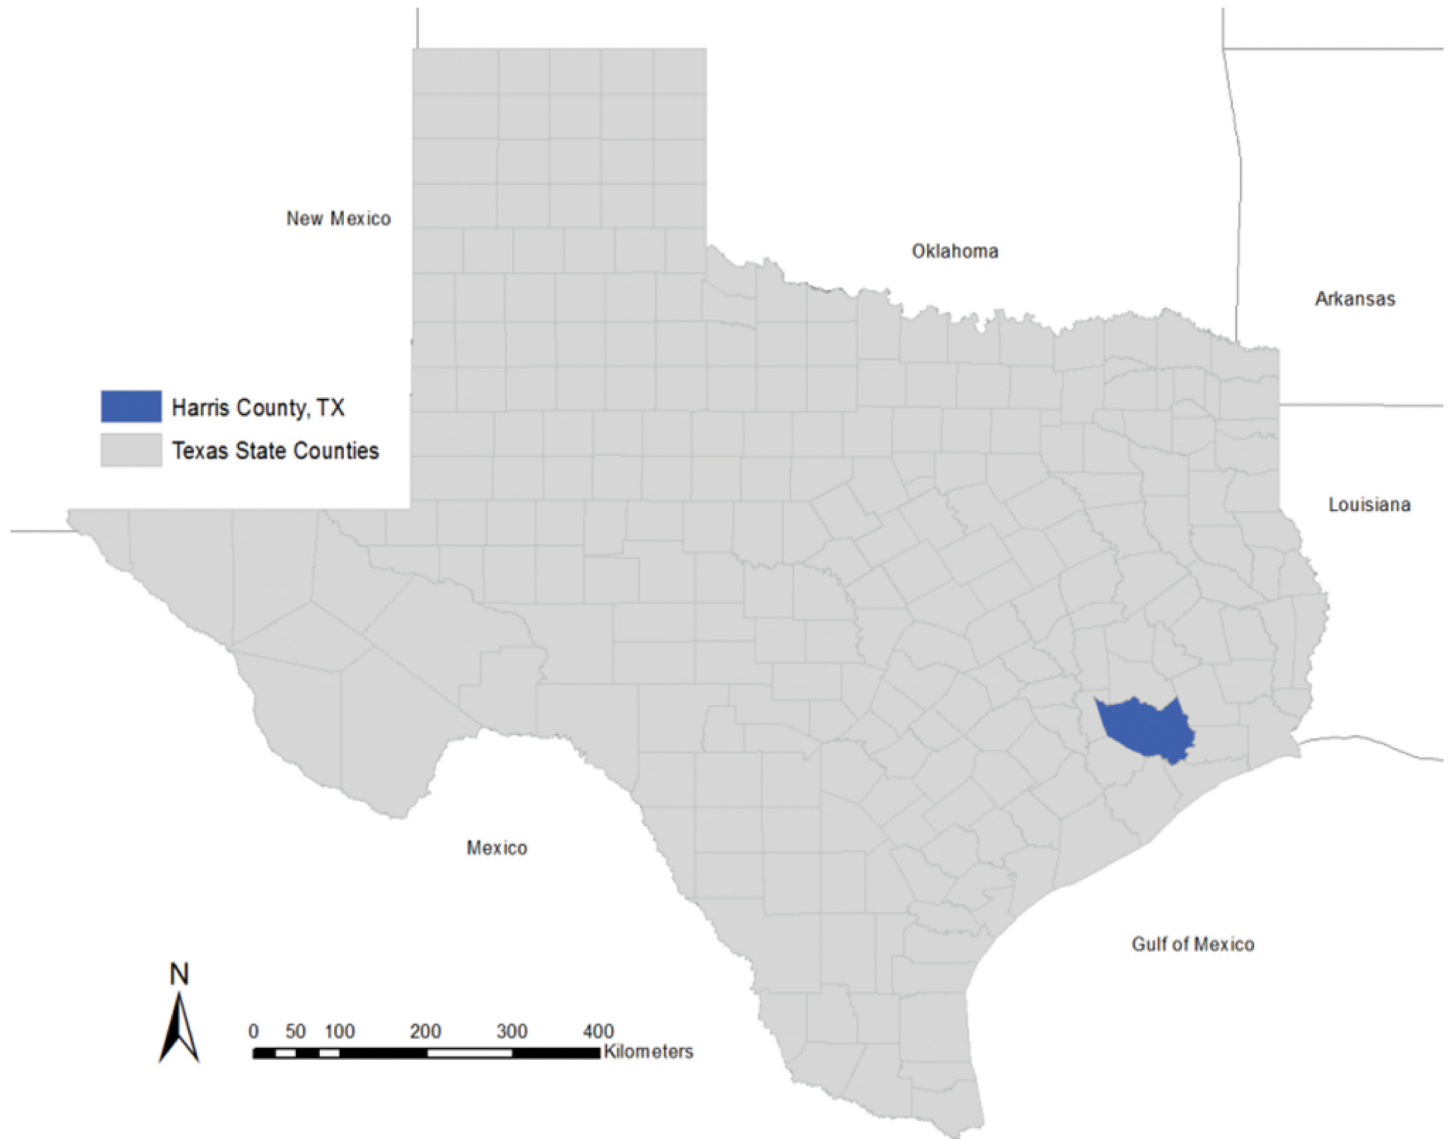 New Mexico
Oklahoma
Arkansas
Harris County, TX
Texas State Counties
Louisiana
Mexico
Gulf of Mexico
N
0 50 100 200 300 400
Kilometers